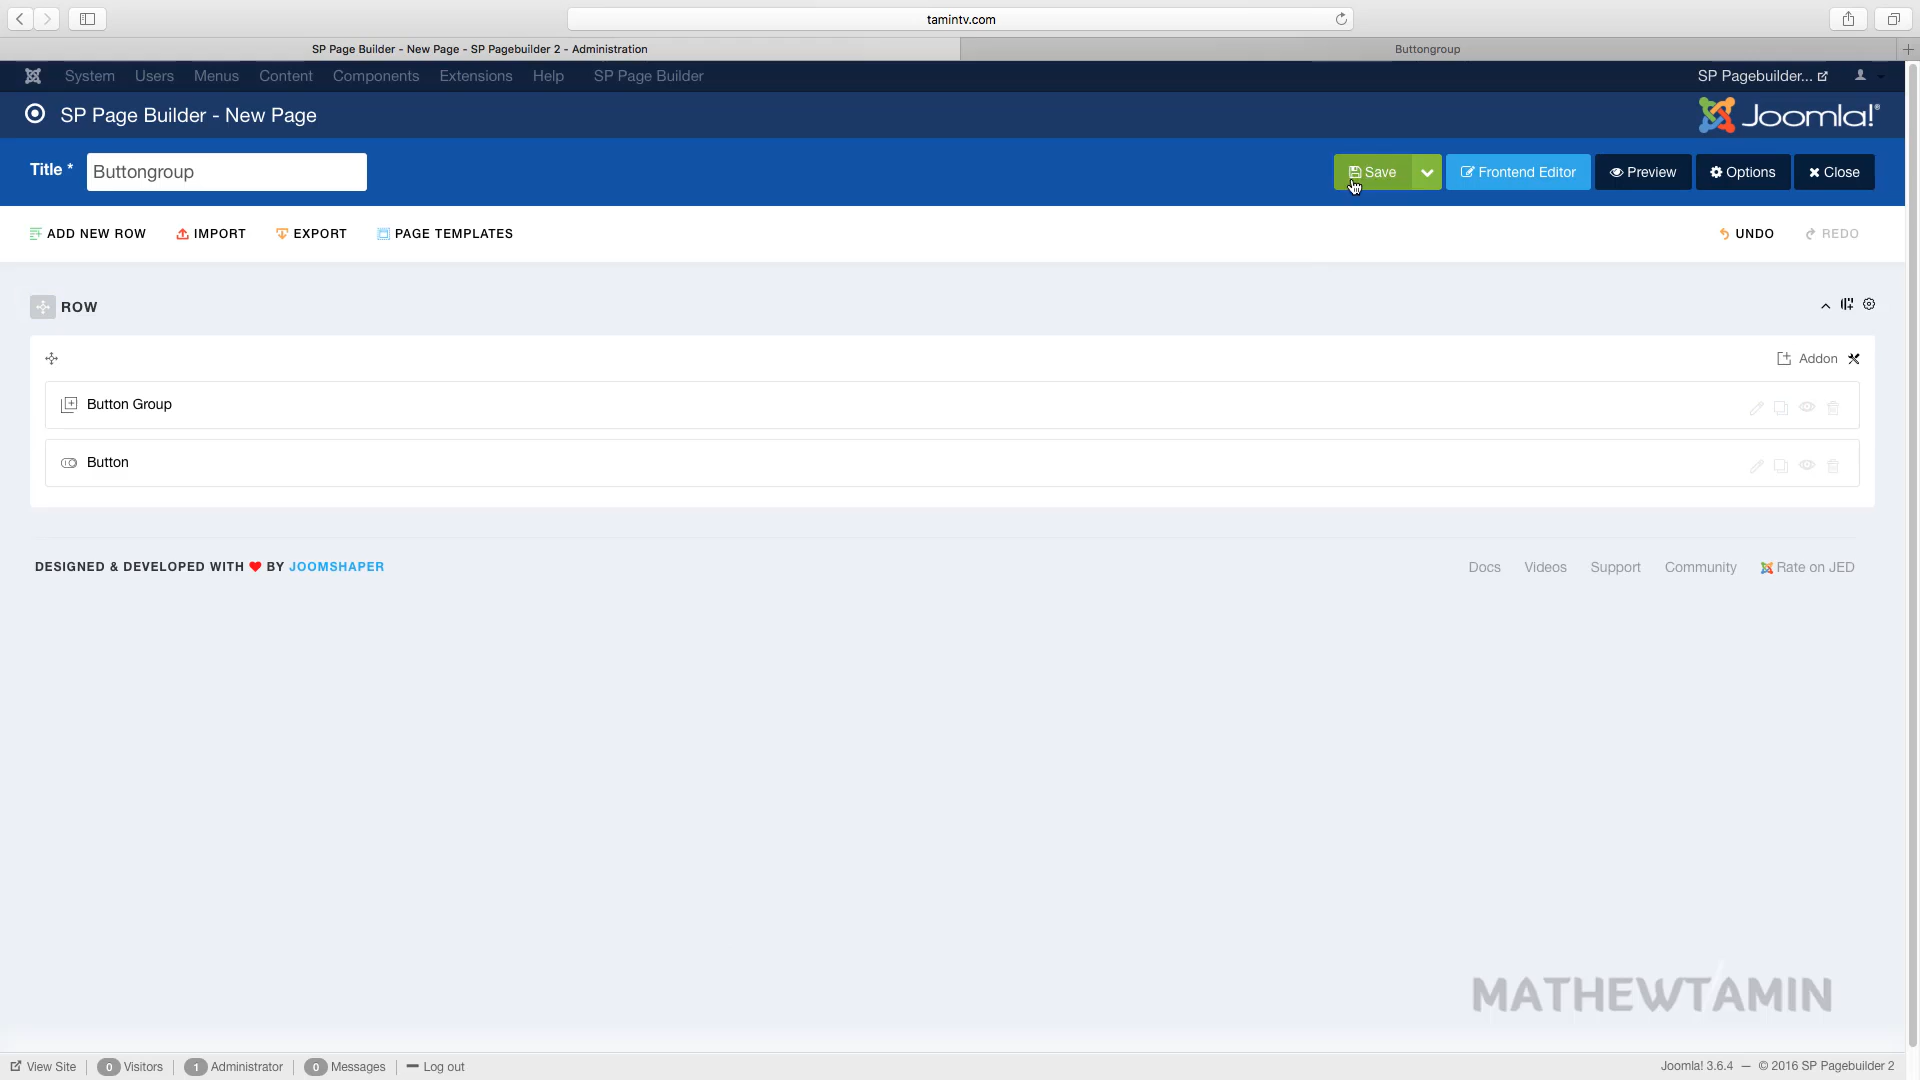 tamintv.com
SP Page Builder - New Page - SP Pagebuilder 2 - Administration
Buttongroup
System Users Menus Content Components Extensions Help SP Page Builder
SP Pagebuilder...
SP Page Builder - New Page
Joomla!®
Title *
Buttongroup
Save
Frontend Editor
Preview
Options
Close
ADD NEW ROW
IMPORT
EXPORT
PAGE TEMPLATES
UNDO
REDO
ROW
Addon
Button Group
Button
DESIGNED & DEVELOPED WITH ❤ BY JOOMSHAPER
Docs Videos Support Community Rate on JED
MATHEWTAMIN
View Site 0 Visitors 1 Administrator 0 Messages Log out
Joomla! 3.6.4 — © 2016 SP Pagebuilder 2